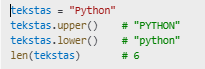 tekstas = "Python"
tekstas.upper()    # "PYTHON"
tekstas.lower()    # "python"
len(tekstas)       # 6